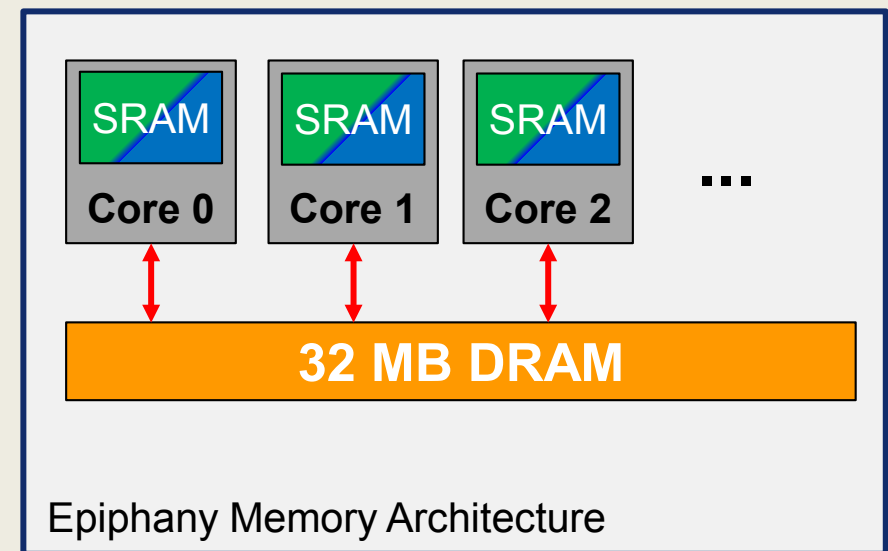 SRAM SRAM SRAM
Core 0 Core 1 Core 2 ...
32 MB DRAM
Epiphany Memory Architecture